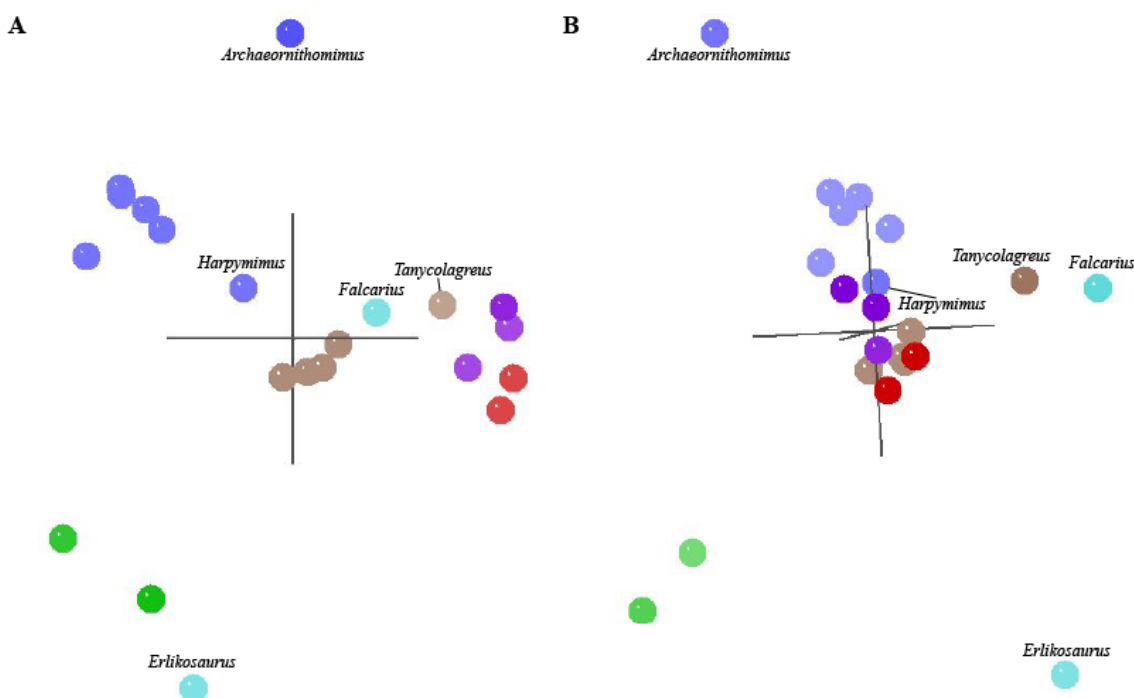 A
Archaeornithomimus
Harpymimus
Falcarius
Tanycolagreus
Erlikosaurus
B
Archaeornithomimus
Tanycolagreus
Falcarius
Harpymimus
Erlikosaurus